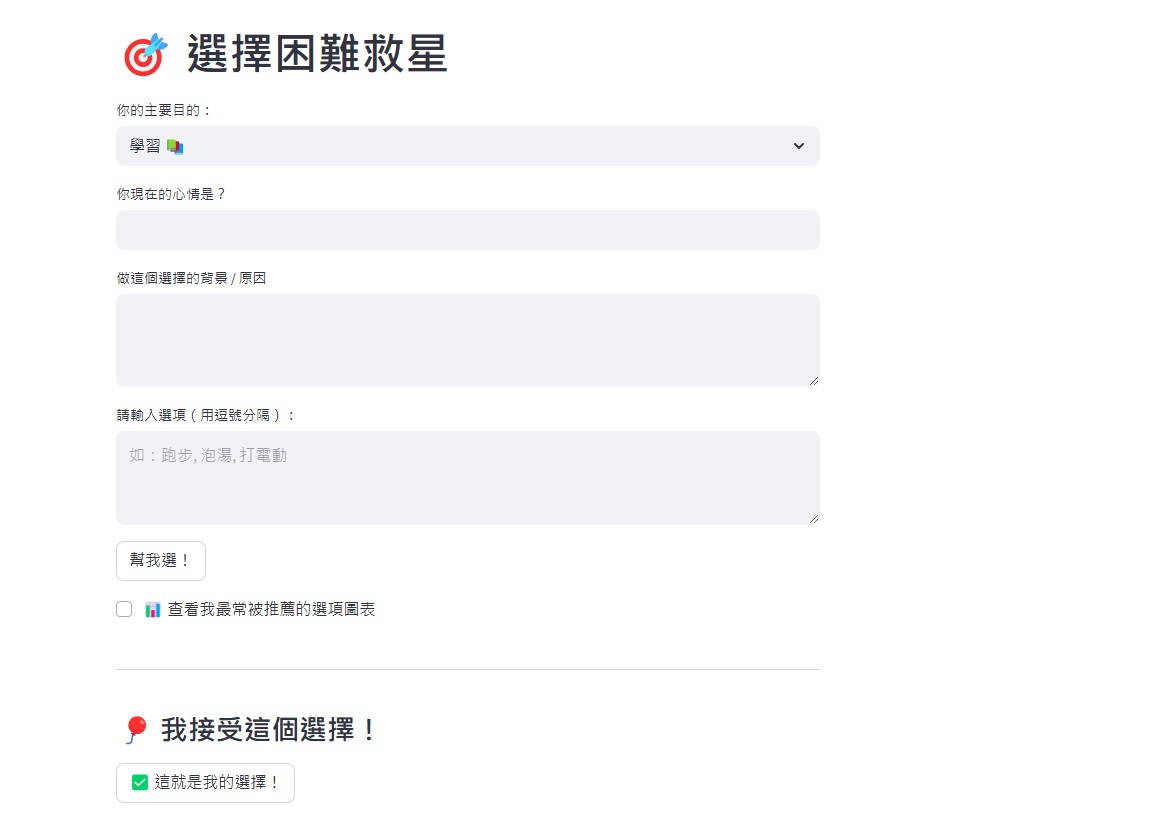 🎯 選擇困難救星
你的主要目的：
學習 📚
你現在的心情是？
做這個選擇的背景 / 原因
請輸入選項（用逗號分隔）：
如：跑步, 泡湯, 打電動
幫我選！
📊 查看我最常被推薦的選項圖表
🎈 我接受這個選擇！
✅ 這就是我的選擇！